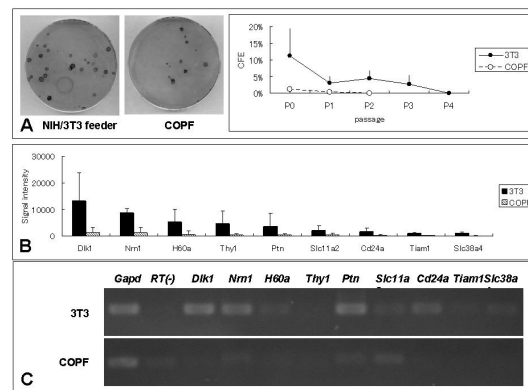 NIH/3T3 feeder
COPF
A
CFE
20%
15%
10%
5%
0%
P0 P1 P2 P3 P4
passage
3T3
COPF
B
Signal intensity
30000
20000
10000
0
Dlk1 Nrn1 H60a Thy1 Ptn Slc11a2 Cd24a Tiam1 Slc38a4
3T3
COPF
Gapd RT(-) Dlk1 Nrn1 H60a Thy1 Ptn Slc11a Cd24a Tiam1 Slc38a
3T3
COPF
C